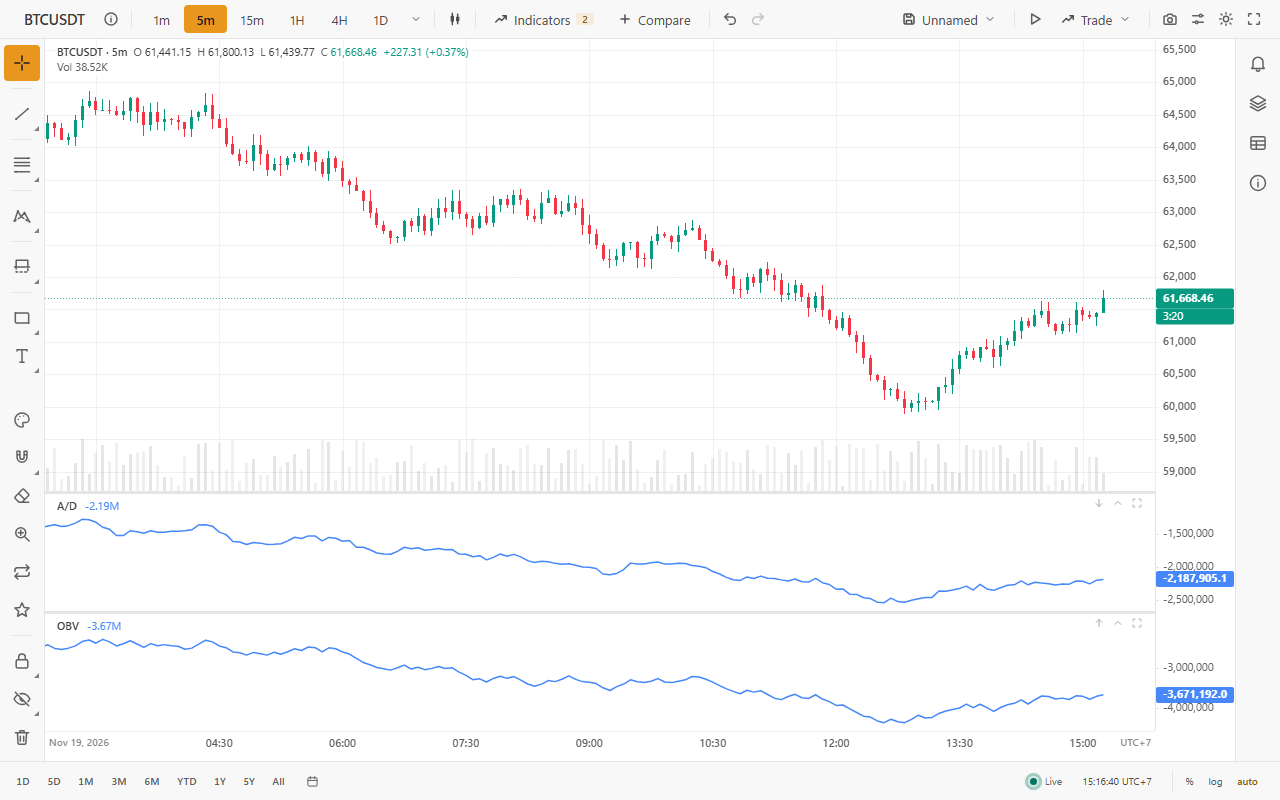 BTCUSDT 1m 5m 15m 1H 4H 1D Indicators 2 Compare Unnamed Trade
BTCUSDT · 5m O 61,441.15 H 61,800.13 L 61,439.77 C 61,668.46 +227.31 (+0.37%)
Vol 38.52K
65,500
65,000
64,500
64,000
63,500
63,000
62,500
62,000
61,668.46
3:20
61,000
60,500
60,000
59,500
59,000
A/D -2.19M
-1,500,000
-2,000,000
-2,187,905.1
-2,500,000
OBV -3.67M
-3,000,000
-3,671,192.0
-4,000,000
Nov 19, 2026 04:30 06:00 07:30 09:00 10:30 12:00 13:30 15:00 UTC+7
1D 5D 1M 3M 6M YTD 1Y 5Y All Live 15:16:40 UTC+7 % log auto
T